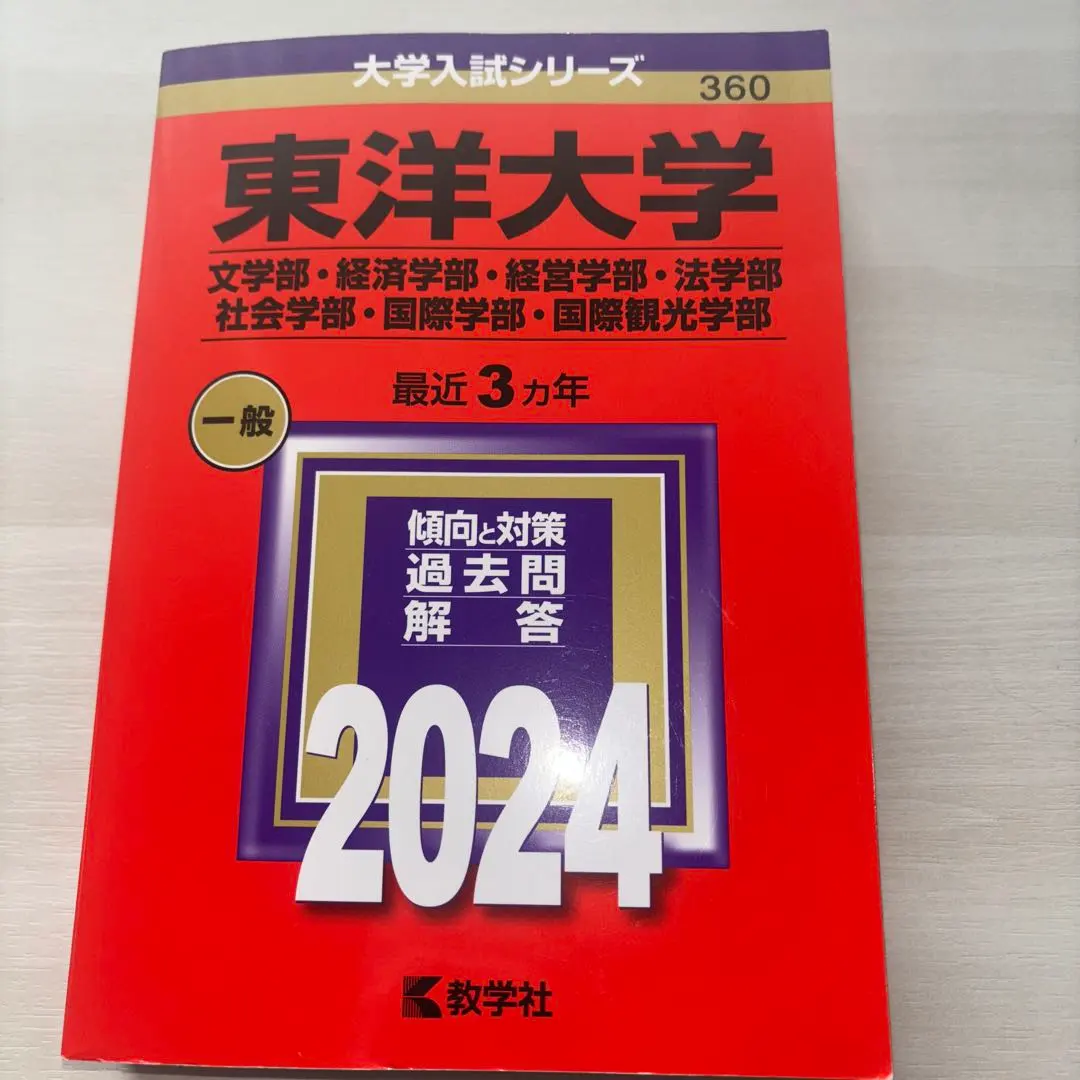 大学入試シリーズ
360
東洋大学
文学部・経済学部・経営学部・法学部
社会学部・国際学部・国際観光学部
最近3カ年
一般
傾向と対策
過去問
解答
2024
教学社